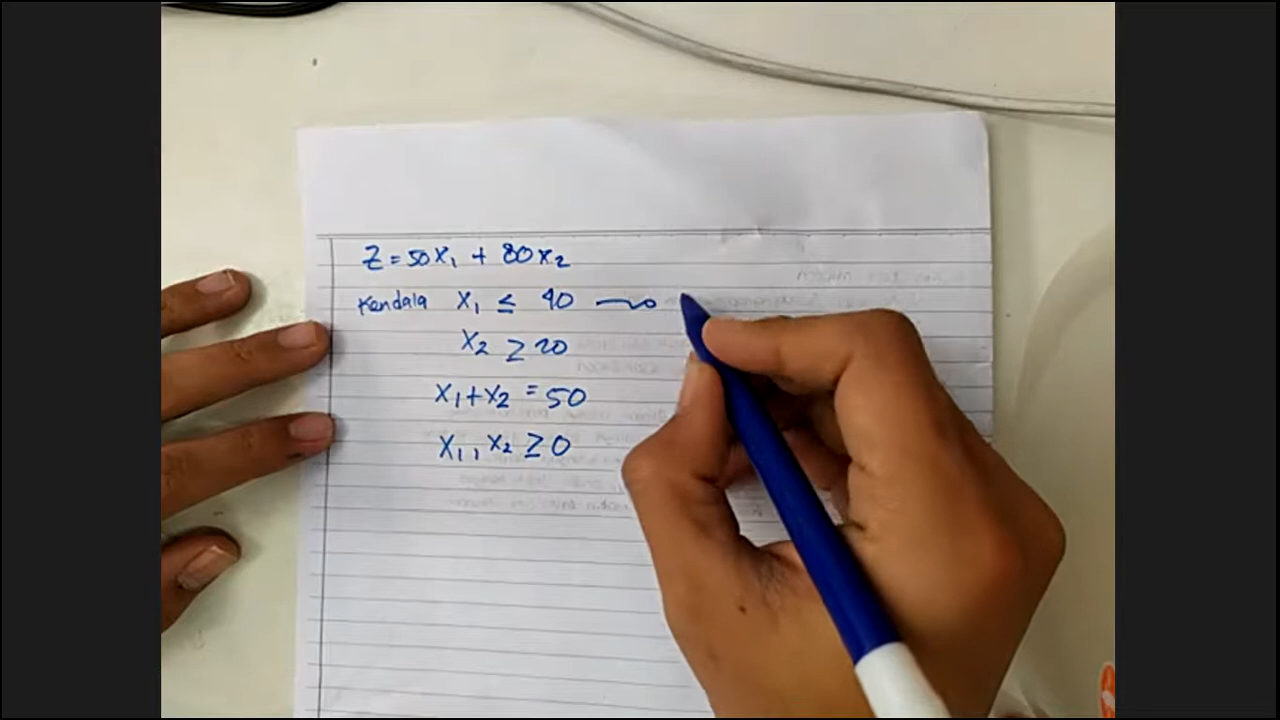 Z = 50x₁ + 80x₂
Kendala x₁ ≤ 40
x₂ ≥ 20
x₁+x₂ = 50
x₁, x₂ ≥ 0